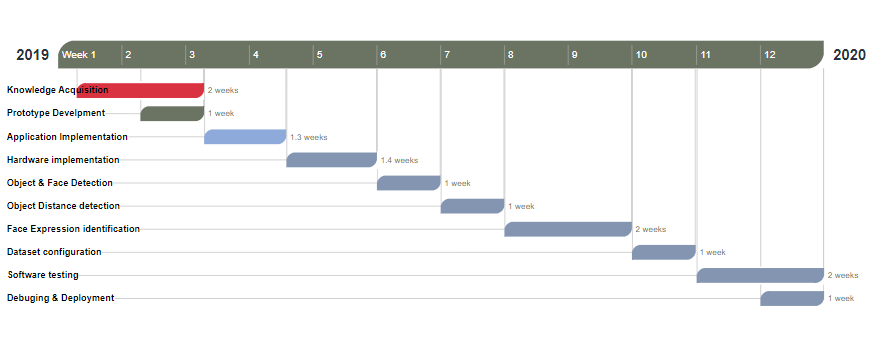 2019 Week 1 2 3 4 5 6 7 8 9 10 11 12 2020
Knowledge Acquisition 2 weeks
Prototype Develpment 1 week
Application Implementation 1.3 weeks
Hardware implementation 1.4 weeks
Object & Face Detection 1 week
Object Distance detection 1 week
Face Expression identification 2 weeks
Dataset configuration 1 week
Software testing 2 weeks
Debuging & Deployment 1 week